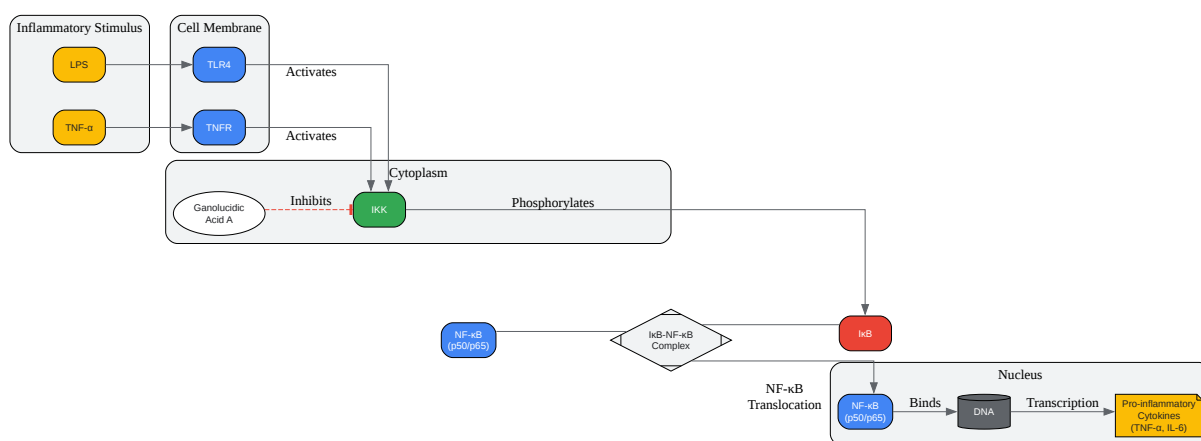 Inflammatory Stimulus
Cell Membrane
LPS
TLR4
Activates
TNF-α
TNFR
Activates
Cytoplasm
Ganolucidic
Acid A
Inhibits
IKK
Phosphorylates
NF-κB
(p50/p65)
IκB-NF-κB
Complex
IκB
NF-κB
Translocation
Nucleus
NF-κB
(p50/p65)
Binds
DNA
Transcription
Pro-inflammatory
Cytokines
(TNF-α, IL-6)